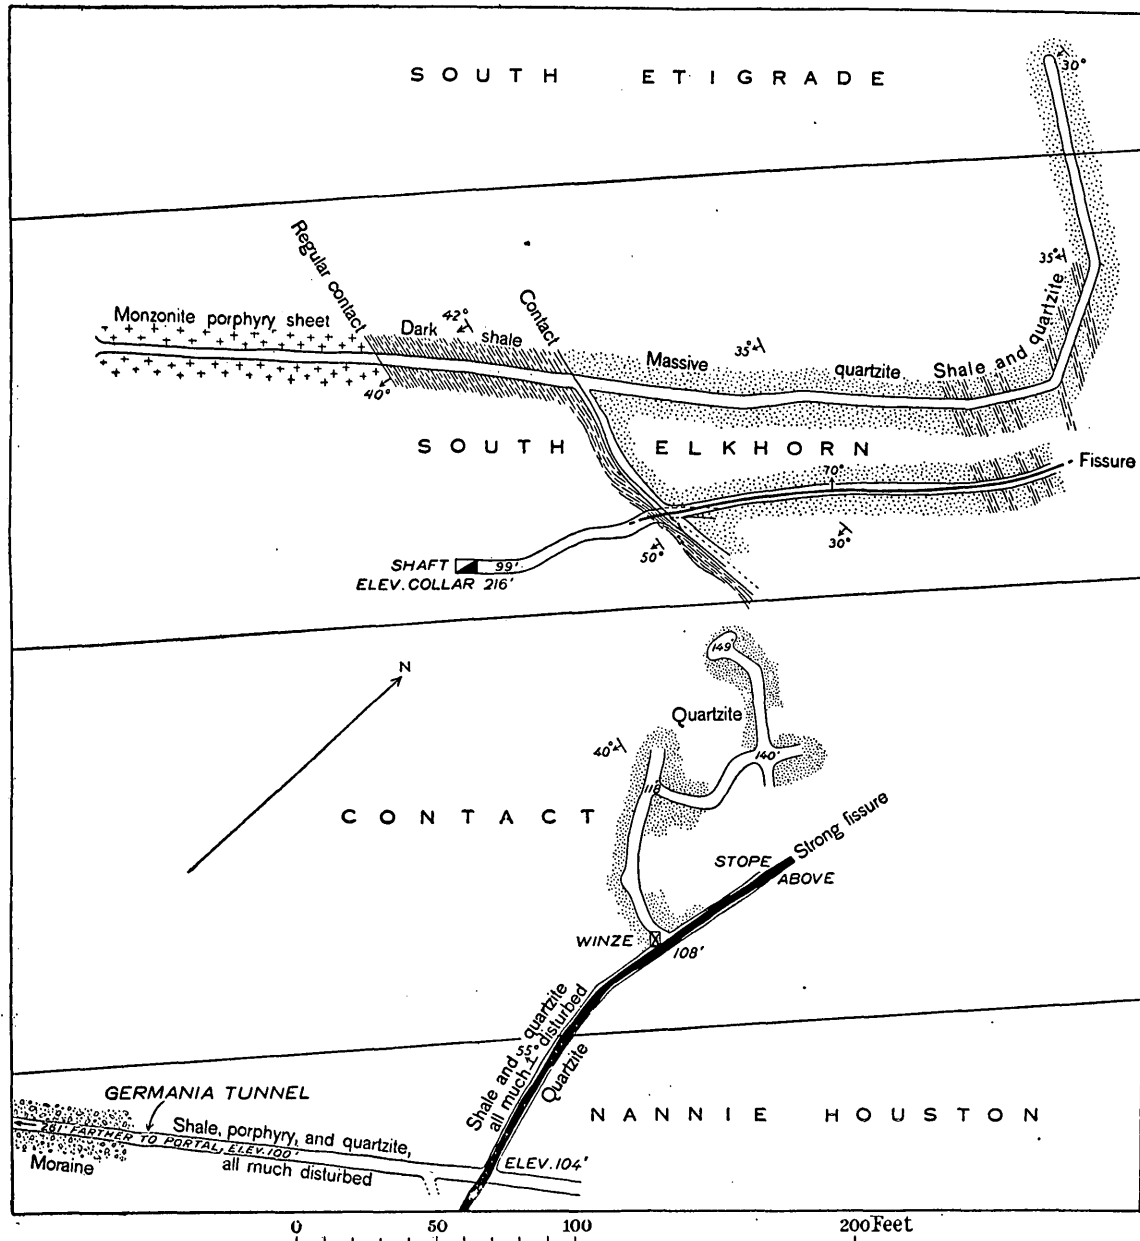 SOUTH ETIGRADE
30°
35°
Regular contact
Contact
Monzonite porphyry sheet
Dark shale
42°
Massive quartzite
35°
Shale and quartzite
40°
SOUTH ELKHORN
70°
Fissure
30°
50°
SHAFT
99'
ELEV. COLLAR 216'
N
149'
Quartzite
40°
140'
118'
CONTACT
Strong fissure
STOPE
ABOVE
WINZE
108'
Shale and quartzite
all much disturbed
55°
Quartzite
GERMANIA TUNNEL
NANNIE HOUSTON
281' FARTHER TO PORTAL, ELEV. 100'
Shale, porphyry, and quartzite,
all much disturbed
Moraine
ELEV. 104'
0 50 100 200 Feet